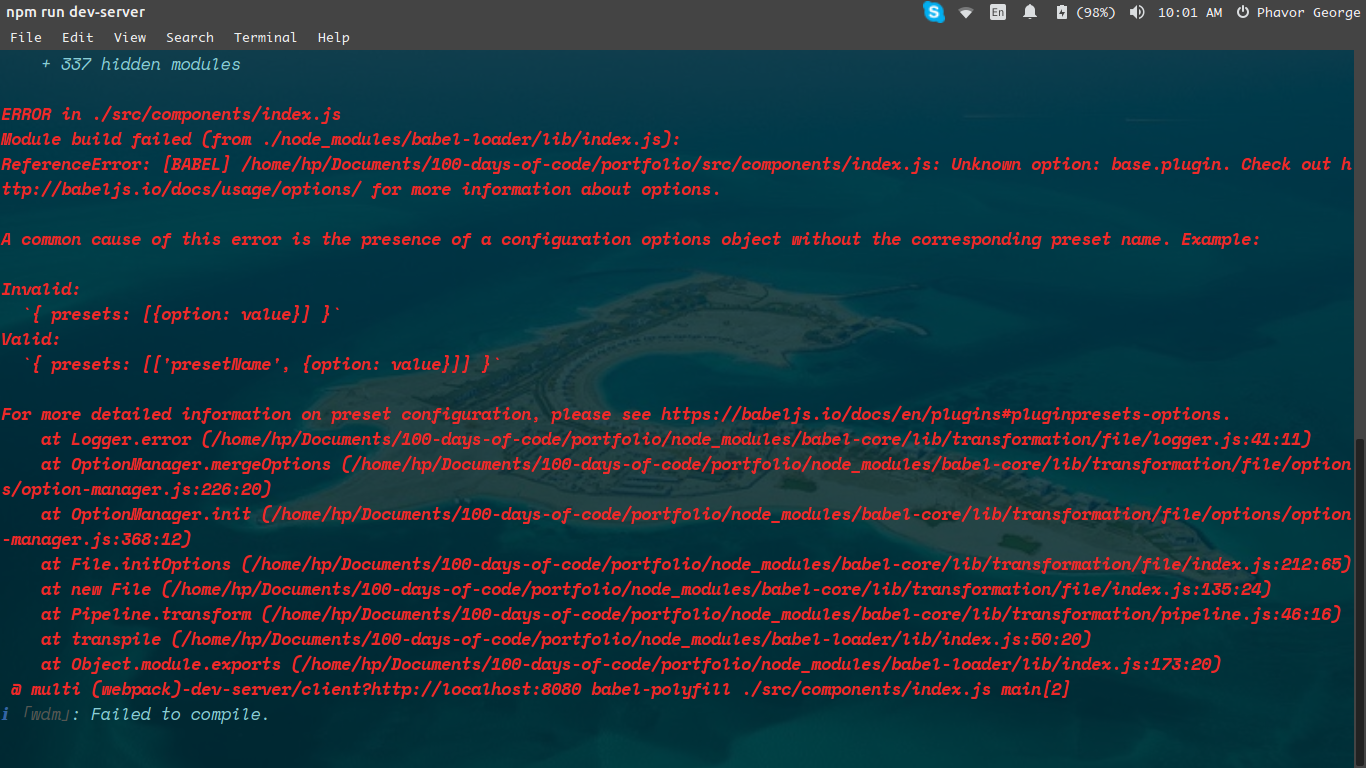 npm run dev-server
En
(98%)
10:01 AM
Phavor George
File Edit View Search Terminal Help
+ 337 hidden modules
ERROR in ./src/components/index.js
Module build failed (from ./node_modules/babel-loader/lib/index.js):
ReferenceError: [BABEL] /home/hp/Documents/100-days-of-code/portfolio/src/components/index.js: Unknown option: base.plugin. Check out h
ttp://babeljs.io/docs/usage/options/ for more information about options.
A common cause of this error is the presence of a configuration options object without the corresponding preset name. Example:
Invalid:
`{ presets: [{option: value}] }`
Valid:
`{ presets: [['presetName', {option: value}]] }`
For more detailed information on preset configuration, please see https://babeljs.io/docs/en/plugins#pluginpresets-options.
at Logger.error (/home/hp/Documents/100-days-of-code/portfolio/node_modules/babel-core/lib/transformation/file/logger.js:41:11)
at OptionManager.mergeOptions (/home/hp/Documents/100-days-of-code/portfolio/node_modules/babel-core/lib/transformation/file/option
s/option-manager.js:226:20)
at OptionManager.init (/home/hp/Documents/100-days-of-code/portfolio/node_modules/babel-core/lib/transformation/file/options/option
-manager.js:368:12)
at File.initOptions (/home/hp/Documents/100-days-of-code/portfolio/node_modules/babel-core/lib/transformation/file/index.js:212:65)
at new File (/home/hp/Documents/100-days-of-code/portfolio/node_modules/babel-core/lib/transformation/file/index.js:135:24)
at Pipeline.transform (/home/hp/Documents/100-days-of-code/portfolio/node_modules/babel-core/lib/transformation/pipeline.js:46:16)
at transpile (/home/hp/Documents/100-days-of-code/portfolio/node_modules/babel-loader/lib/index.js:50:20)
at Object.module.exports (/home/hp/Documents/100-days-of-code/portfolio/node_modules/babel-loader/lib/index.js:173:20)
@ multi (webpack)-dev-server/client?http://localhost:8080 babel-polyfill ./src/components/index.js main[2]
ℹ 「wdm」: Failed to compile.